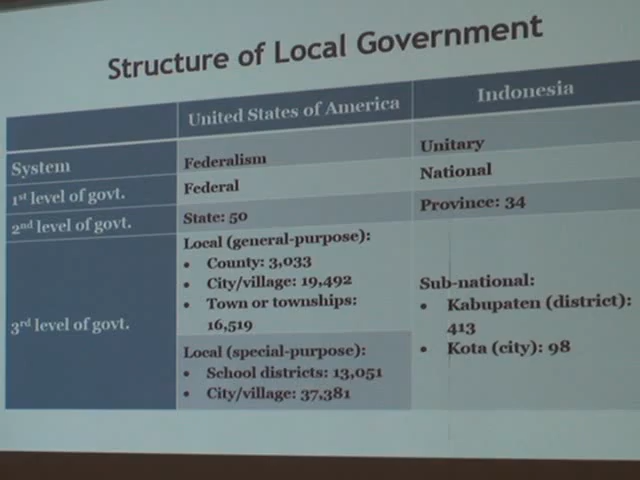 Structure of Local Government
United States of America
Indonesia
System
Federalism
Unitary
1st level of govt.
Federal
National
2nd level of govt.
State: 50
Province: 34
3rd level of govt.
Local (general-purpose):
• County: 3,033
• City/village: 19,492
• Town or townships:
16,519
Local (special-purpose):
• School districts: 13,051
• City/village: 37,381
Sub-national:
• Kabupaten (district):
413
• Kota (city): 98